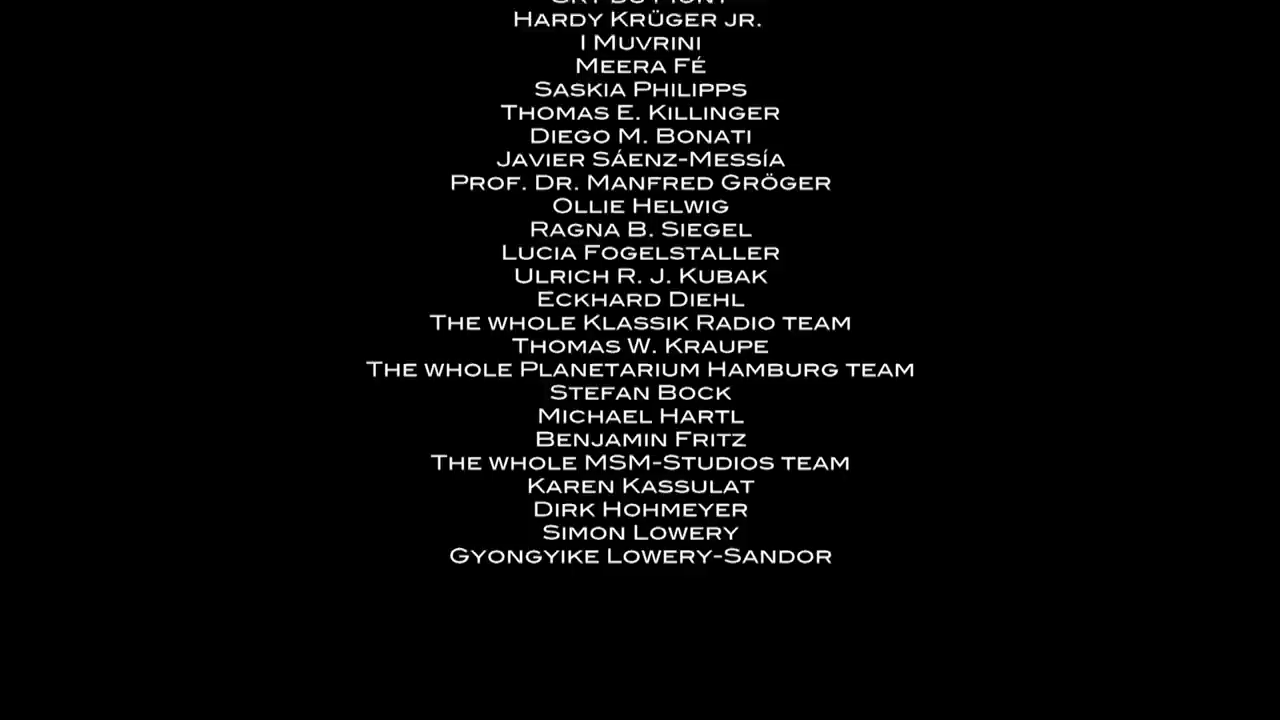 Hardy Krüger Jr.
I Muvrini
Meera Fé
Saskia Philipps
Thomas E. Killinger
Diego M. Bonati
Javier Sáenz-Messía
Prof. Dr. Manfred Gröger
Ollie Helwig
Ragna B. Siegel
Lucia Fogelstaller
Ulrich R. J. Kubak
Eckhard Diehl
The whole Klassik Radio team
Thomas W. Kraupe
The whole Planetarium Hamburg team
Stefan Bock
Michael Hartl
Benjamin Fritz
The whole MSM-Studios team
Karen Kassulat
Dirk Hohmeyer
Simon Lowery
Gyongyike Lowery-Sandor